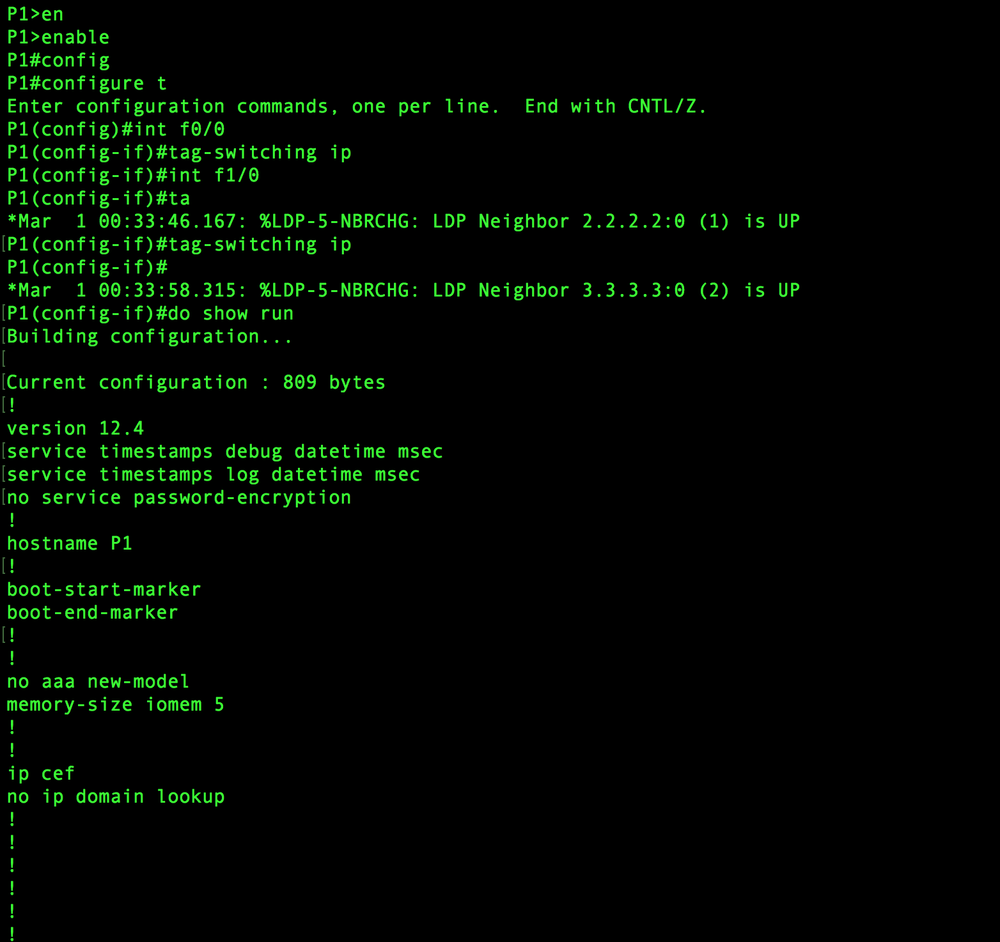 P1>en
P1>enable
P1#config
P1#configure t
Enter configuration commands, one per line.  End with CNTL/Z.
P1(config)#int f0/0
P1(config-if)#tag-switching ip
P1(config-if)#int f1/0
P1(config-if)#ta
*Mar  1 00:33:46.167: %LDP-5-NBRCHG: LDP Neighbor 2.2.2.2:0 (1) is UP
[P1(config-if)#tag-switching ip
P1(config-if)#
*Mar  1 00:33:58.315: %LDP-5-NBRCHG: LDP Neighbor 3.3.3.3:0 (2) is UP
[P1(config-if)#do show run
[Building configuration...
[
[Current configuration : 809 bytes
[!
version 12.4
[service timestamps debug datetime msec
[service timestamps log datetime msec
[no service password-encryption
!
hostname P1
[!
boot-start-marker
boot-end-marker
[!
!
no aaa new-model
memory-size iomem 5
!
!
ip cef
no ip domain lookup
!
!
!
!
!
!